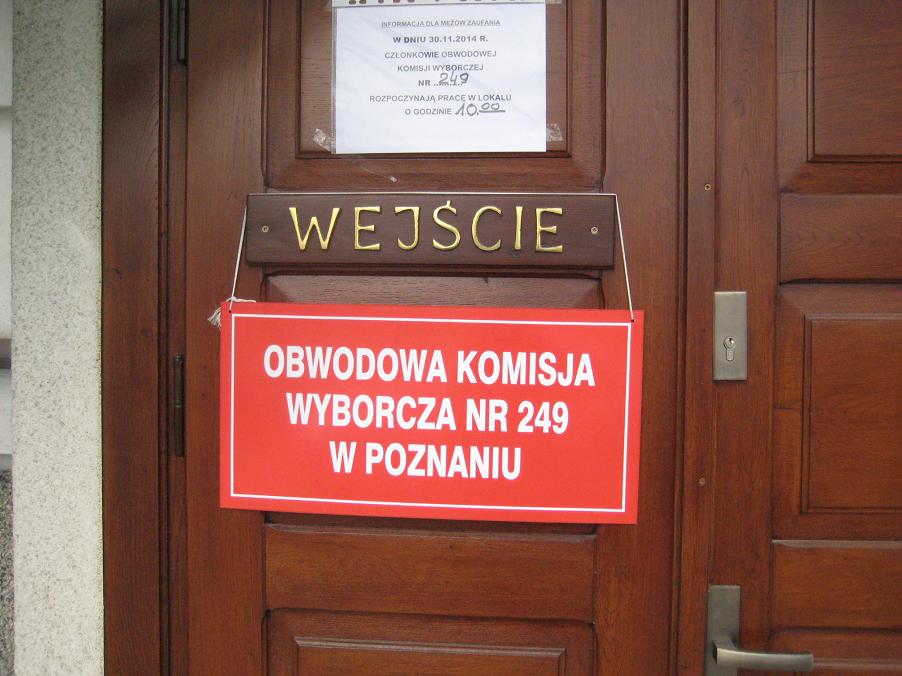 INFORMACJA DLA MĘŻÓW ZAUFANIA
W DNIU 30.11.2014 R.
CZŁONKOWIE OBWODOWEJ
KOMISJI WYBORCZEJ
NR 249
ROZPOCZYNAJĄ PRACĘ W LOKALU
O GODZINIE 10.00
WEJŚCIE
OBWODOWA KOMISJA
WYBORCZA NR 249
W POZNANIU